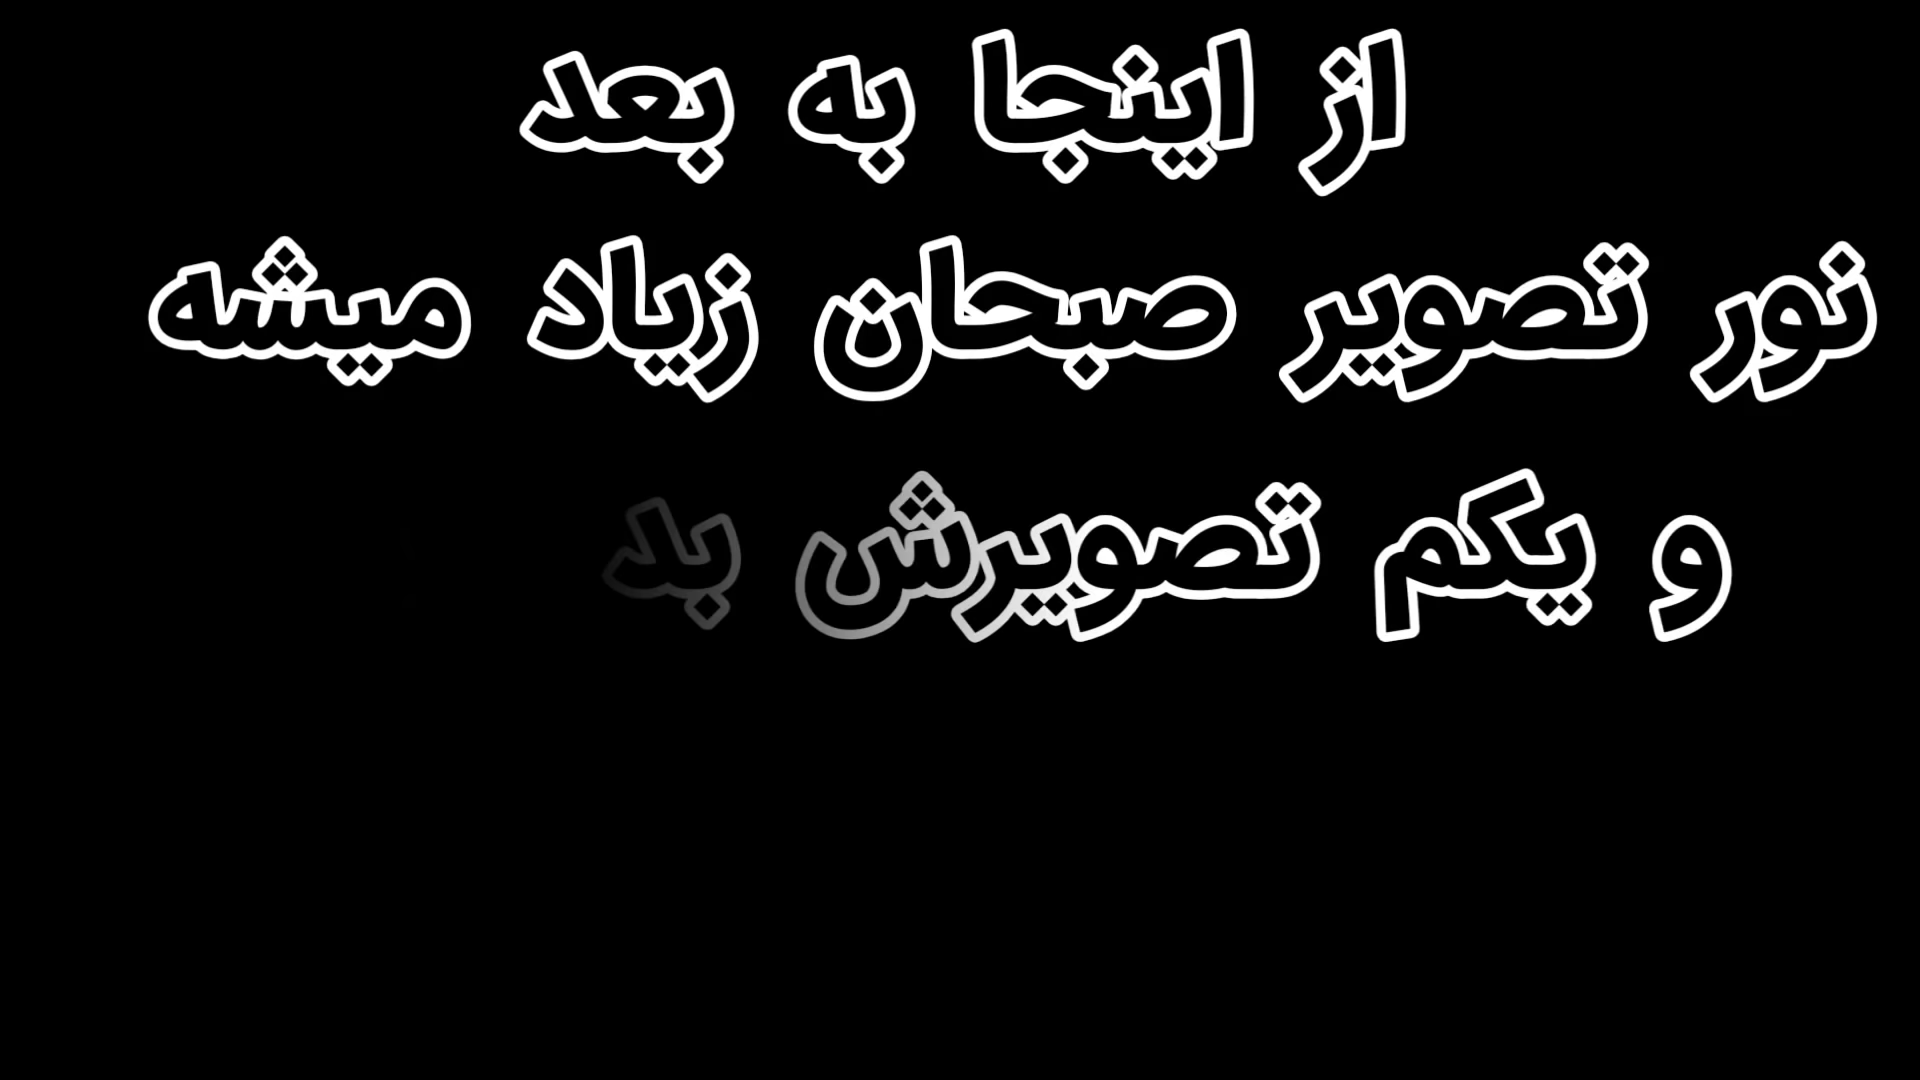 از اینجا به بعد
نور تصویر صبحان زیاد میشه
و یکم تصویرش بد